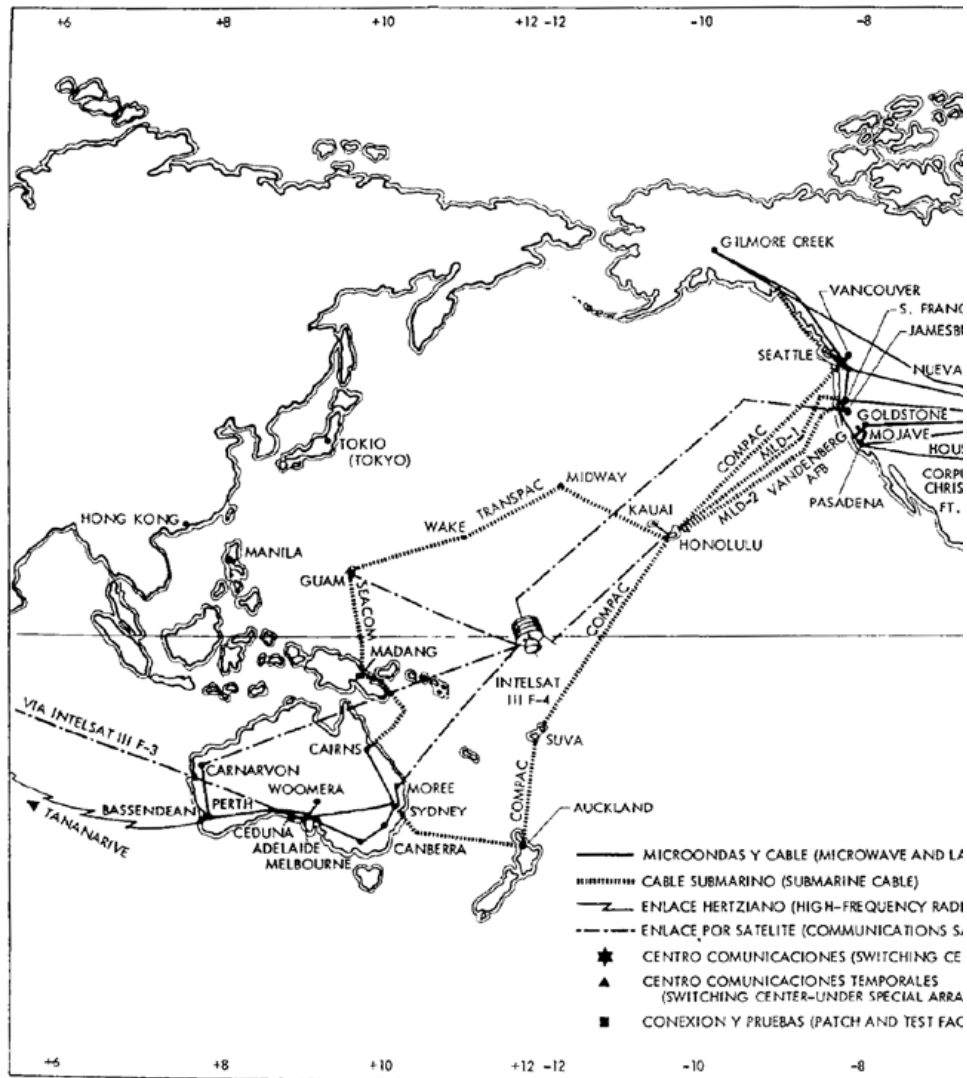 +6 +8 +10 +12 -12 -10 -8
GILMORE CREEK
VANCOUVER
S. FRANC
JAMESBU
SEATTLE
NUEVA
GOLDSTONE
MOJAVE
HOUS
CORPU
CHRIS
FT.
PASADENA
VANDENBERG
AFB
COMPAC
MLD-1
MLD-2
TOKIO
(TOKYO)
MIDWAY
TRANSPAC
KAUAI
WAKE
HONG KONG
HONOLULU
MANILA
GUAM
SEACOM
COMPAC
MADANG
INTELSAT
III F-4
VIA INTELSAT III F-3
SUVA
CAIRNS
CARNARVON
MOREE
WOOMERA
COMPAC
BASSENDEAN
PERTH
SYDNEY
AUCKLAND
TANANARIVE
CEDUNA
ADELAIDE
MELBOURNE
CANBERRA
MICROONDAS Y CABLE (MICROWAVE AND LA
CABLE SUBMARINO (SUBMARINE CABLE)
ENLACE HERTZIANO (HIGH-FREQUENCY RADI
ENLACE POR SATELITE (COMMUNICATIONS SA
CENTRO COMUNICACIONES (SWITCHING CE
CENTRO COMUNICACIONES TEMPORALES
(SWITCHING CENTER-UNDER SPECIAL ARRA
CONEXION Y PRUEBAS (PATCH AND TEST FAC
+6 +8 +10 +12 -12 -10 -8